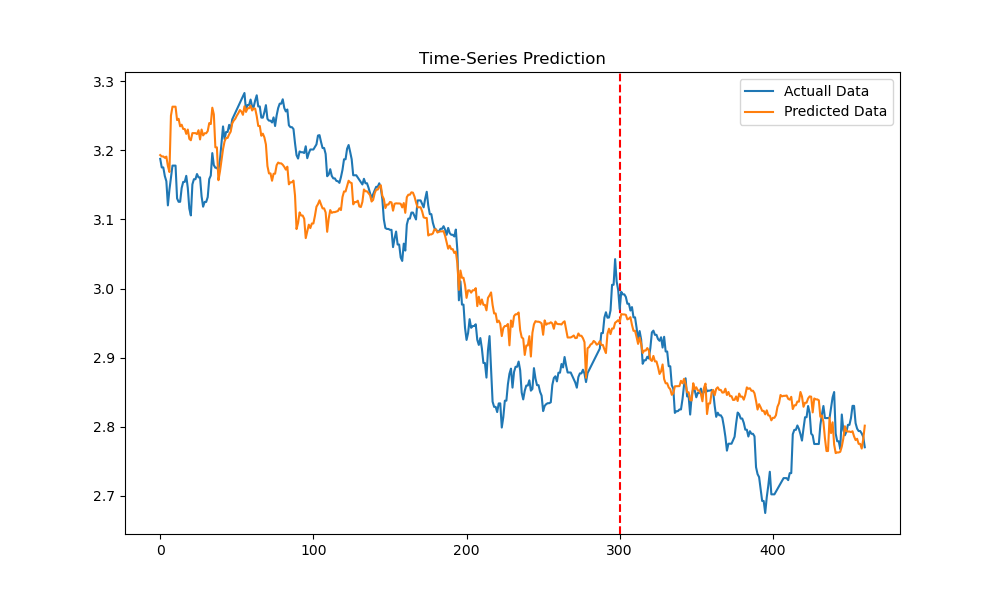 Time-Series Prediction
Actuall Data
Predicted Data
3.3
3.2
3.1
3.0
2.9
2.8
2.7
0 100 200 300 400